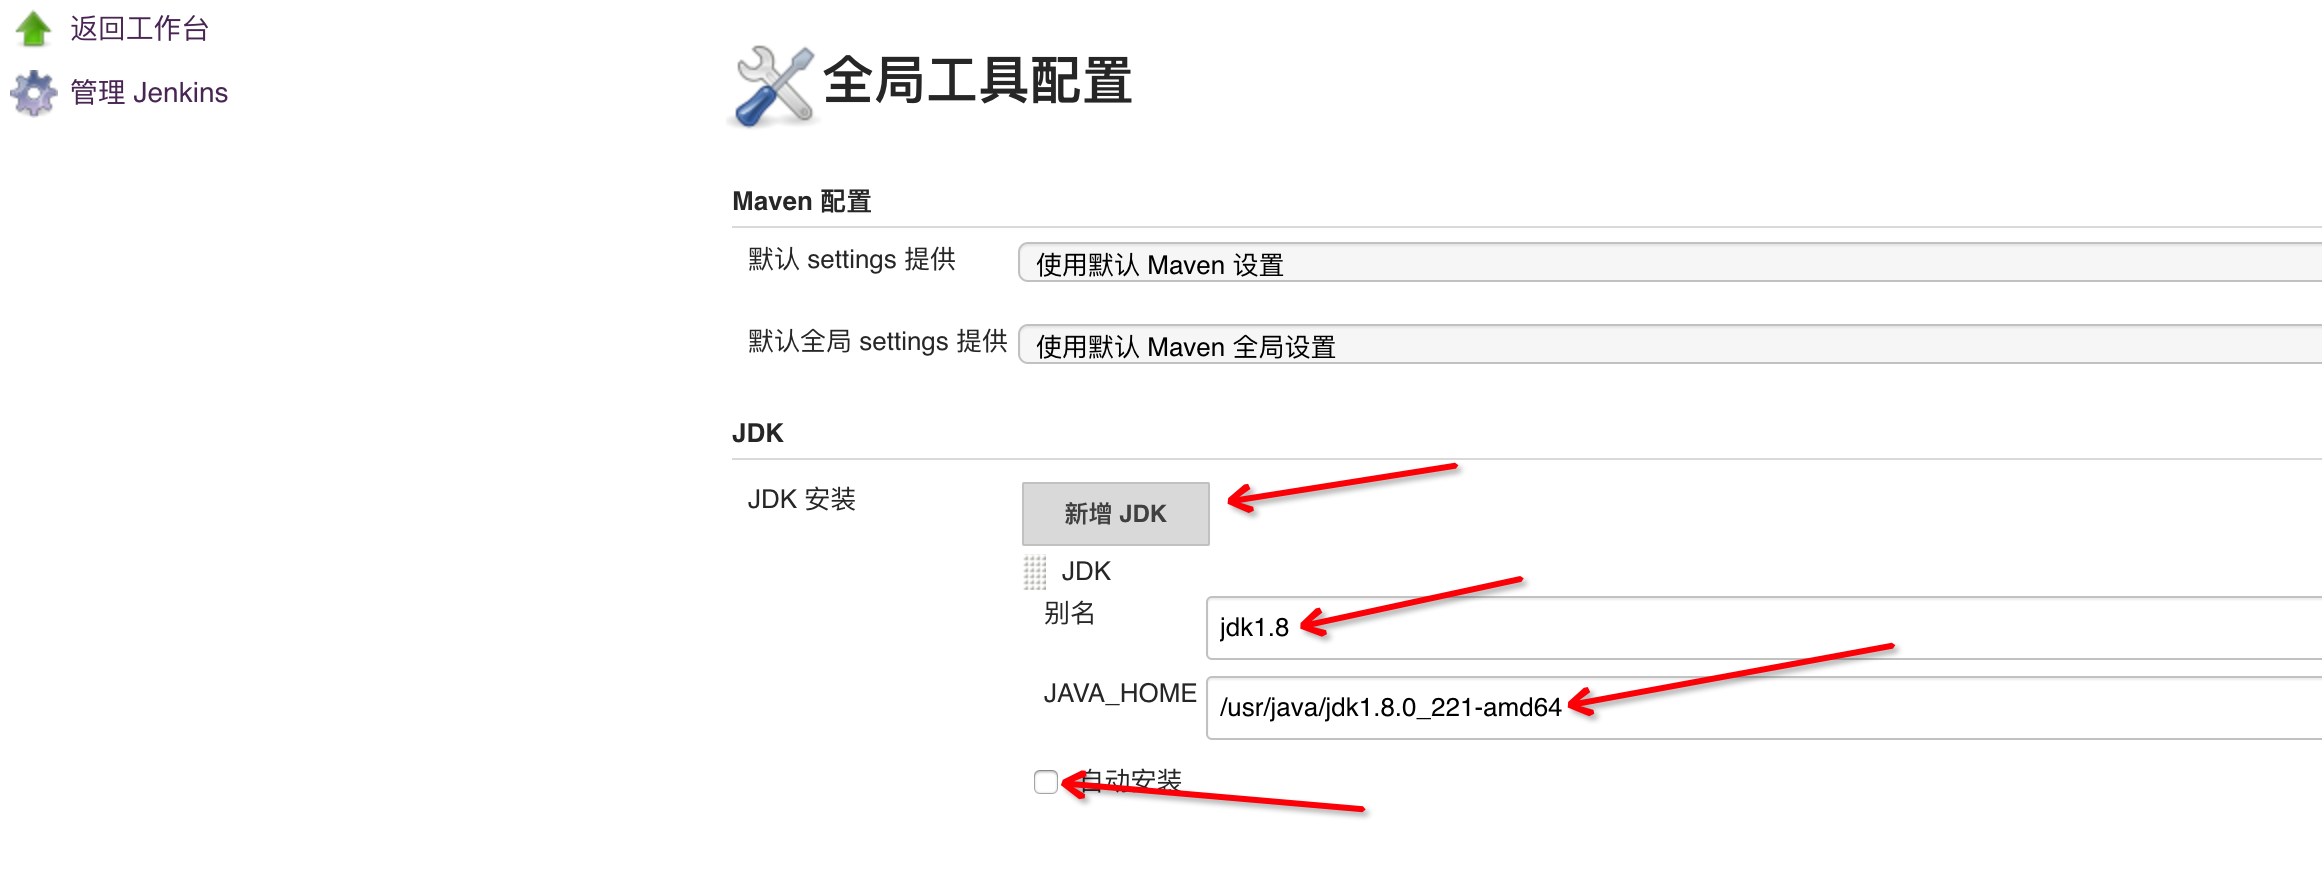 返回工作台
管理 Jenkins
全局工具配置
Maven 配置
默认 settings 提供
使用默认 Maven 设置
默认全局 settings 提供
使用默认 Maven 全局设置
JDK
JDK 安装
新增 JDK
JDK
别名
jdk1.8
JAVA_HOME
/usr/java/jdk1.8.0_221-amd64
自动安装